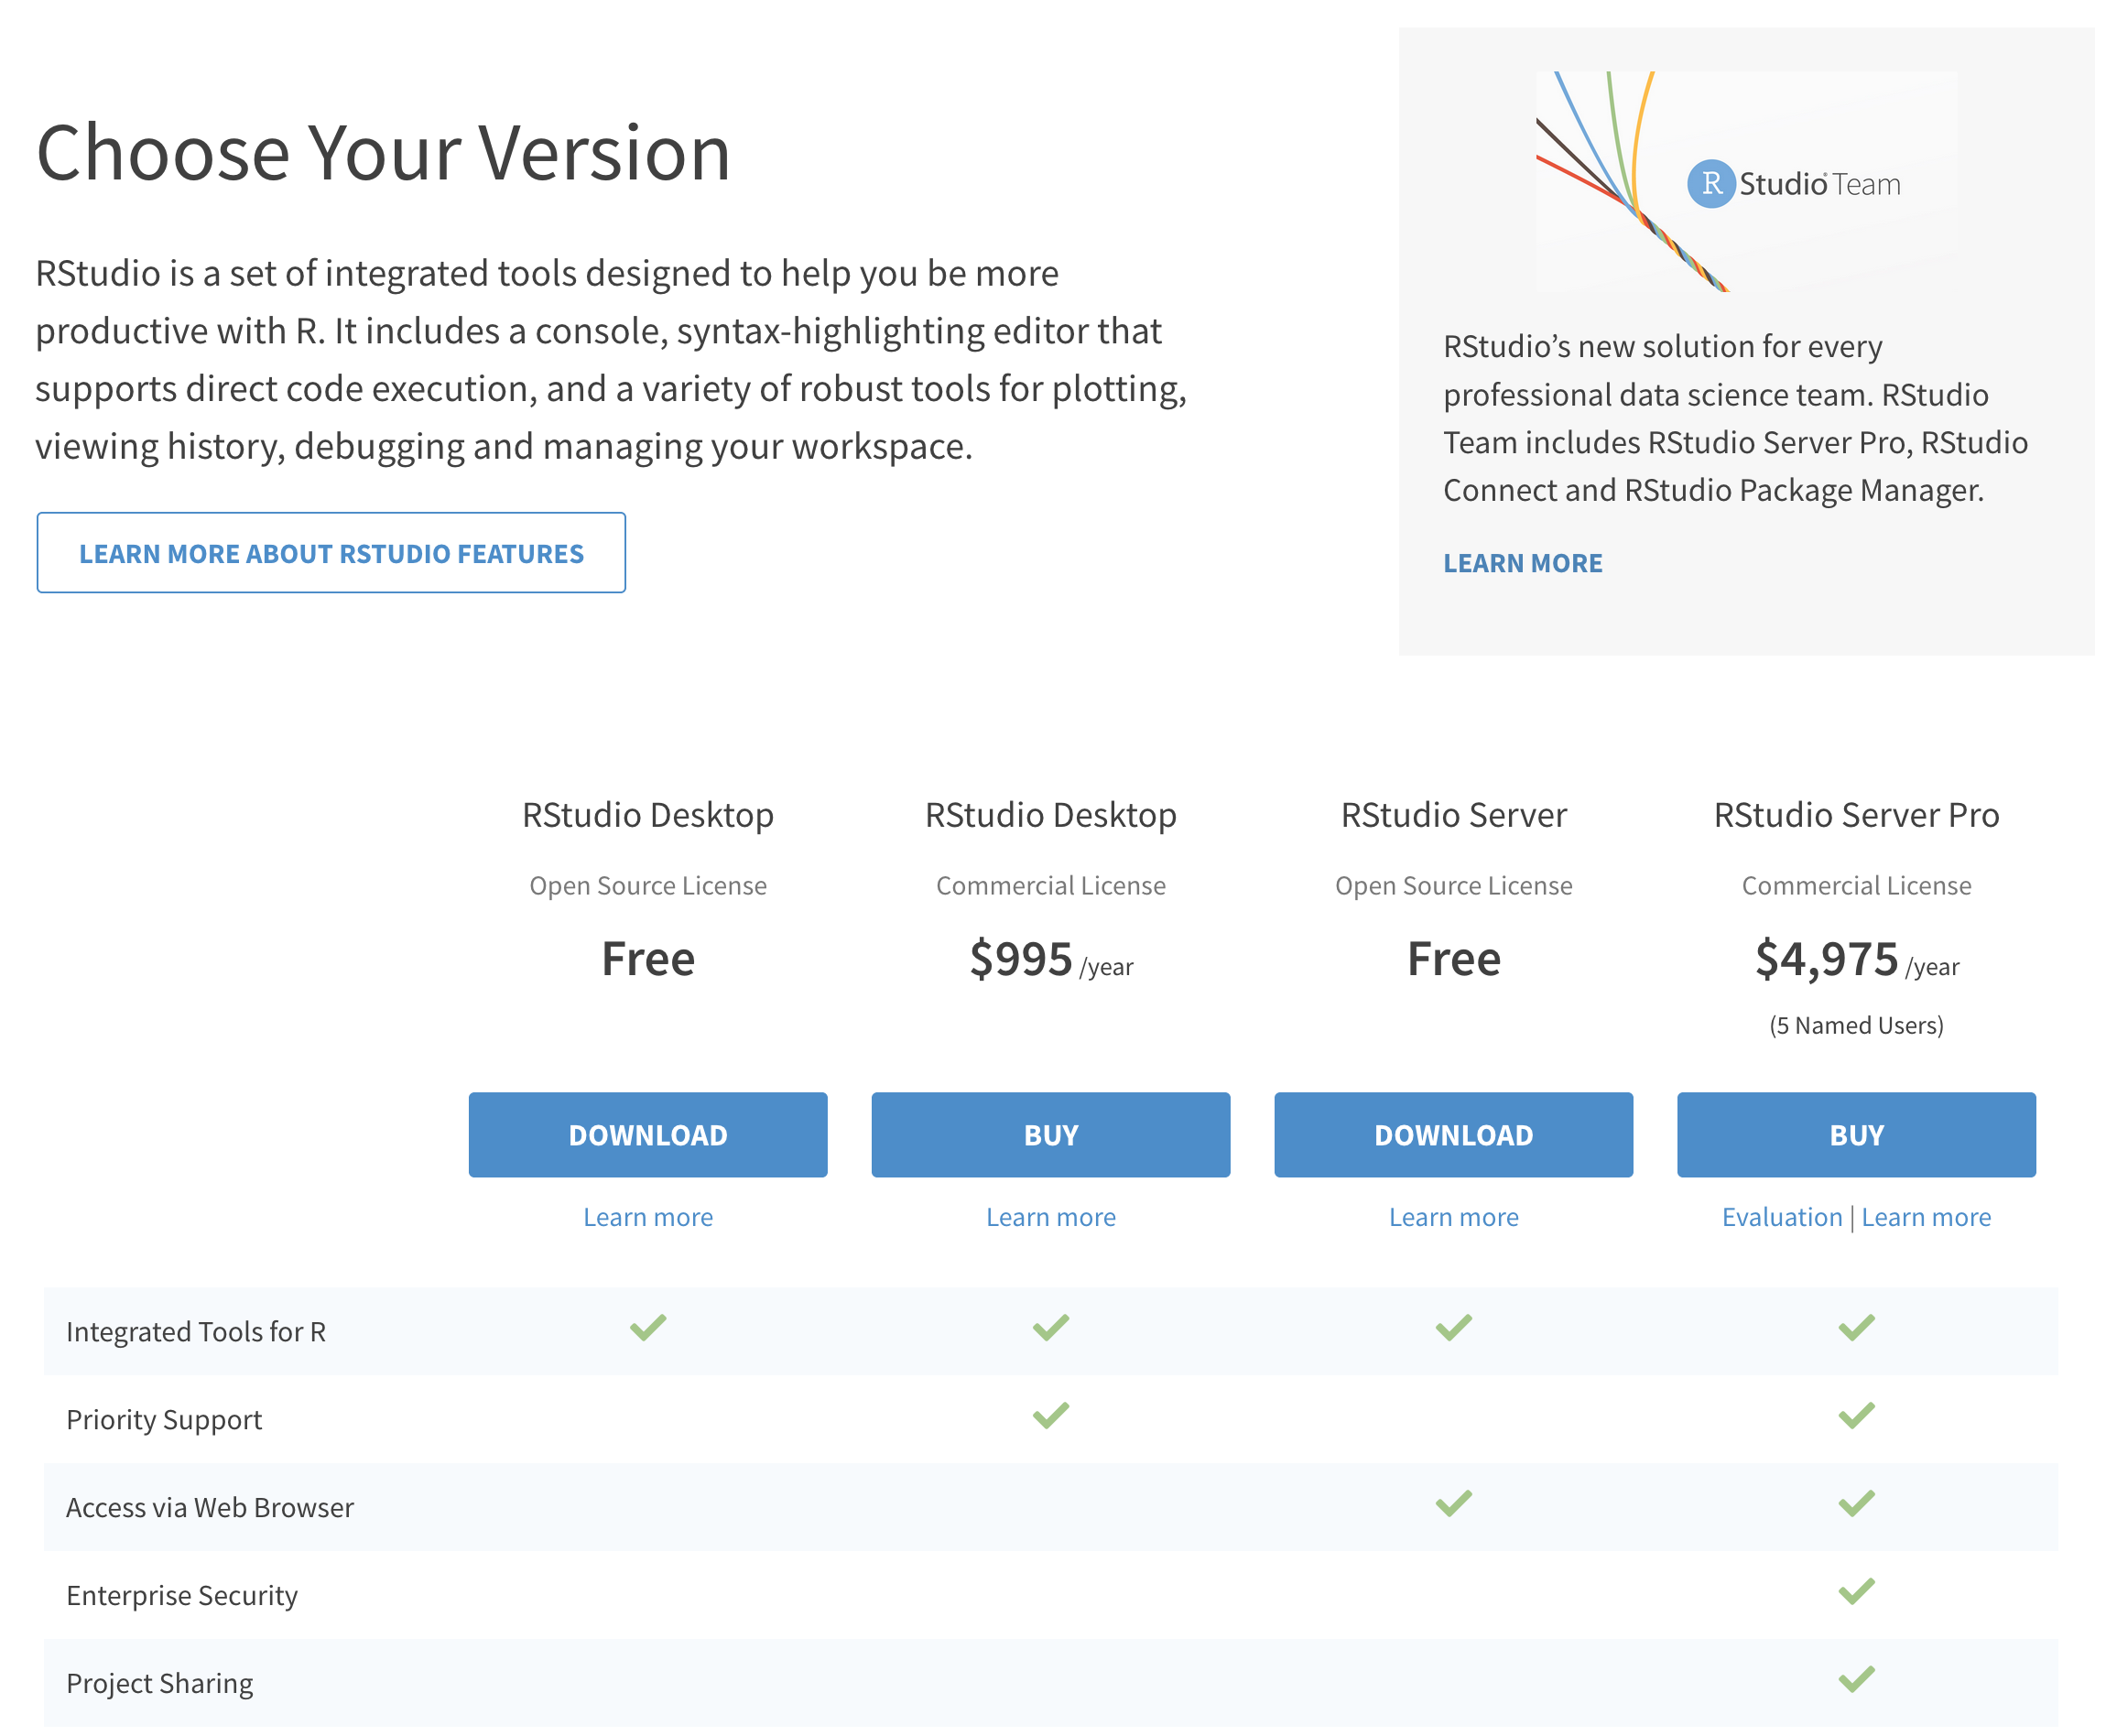 Choose Your Version
RStudio is a set of integrated tools designed to help you be more
productive with R. It includes a console, syntax-highlighting editor that
supports direct code execution, and a variety of robust tools for plotting,
viewing history, debugging and managing your workspace.
LEARN MORE ABOUT RSTUDIO FEATURES
R Studio® Team
RStudio’s new solution for every
professional data science team. RStudio
Team includes RStudio Server Pro, RStudio
Connect and RStudio Package Manager.
LEARN MORE
RStudio Desktop RStudio Desktop RStudio Server RStudio Server Pro
Open Source License Commercial License Open Source License Commercial License
Free $995 /year Free $4,975 /year
(5 Named Users)
DOWNLOAD BUY DOWNLOAD BUY
Learn more Learn more Learn more Evaluation | Learn more
Integrated Tools for R
Priority Support
Access via Web Browser
Enterprise Security
Project Sharing